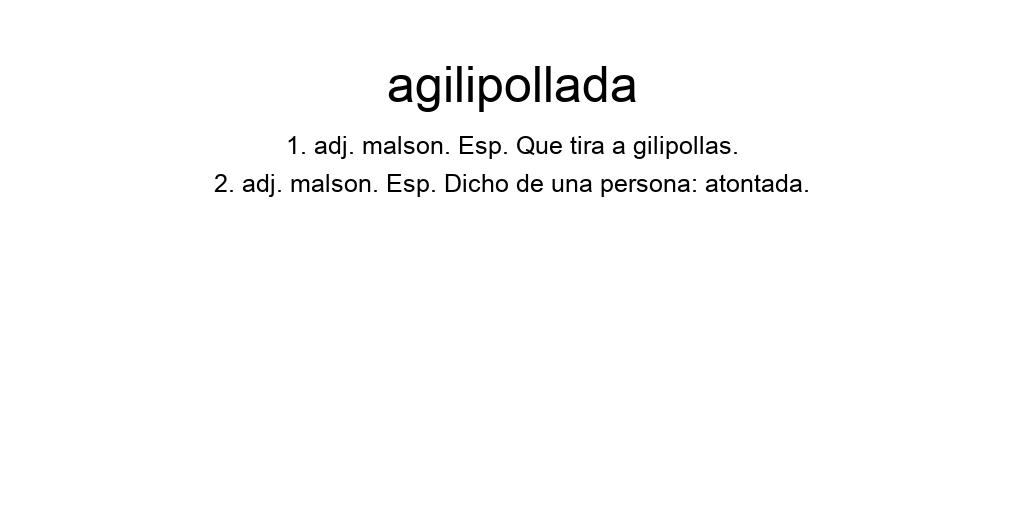 agilipollada
1. adj. malson. Esp. Que tira a gilipollas.
2. adj. malson. Esp. Dicho de una persona: atontada.